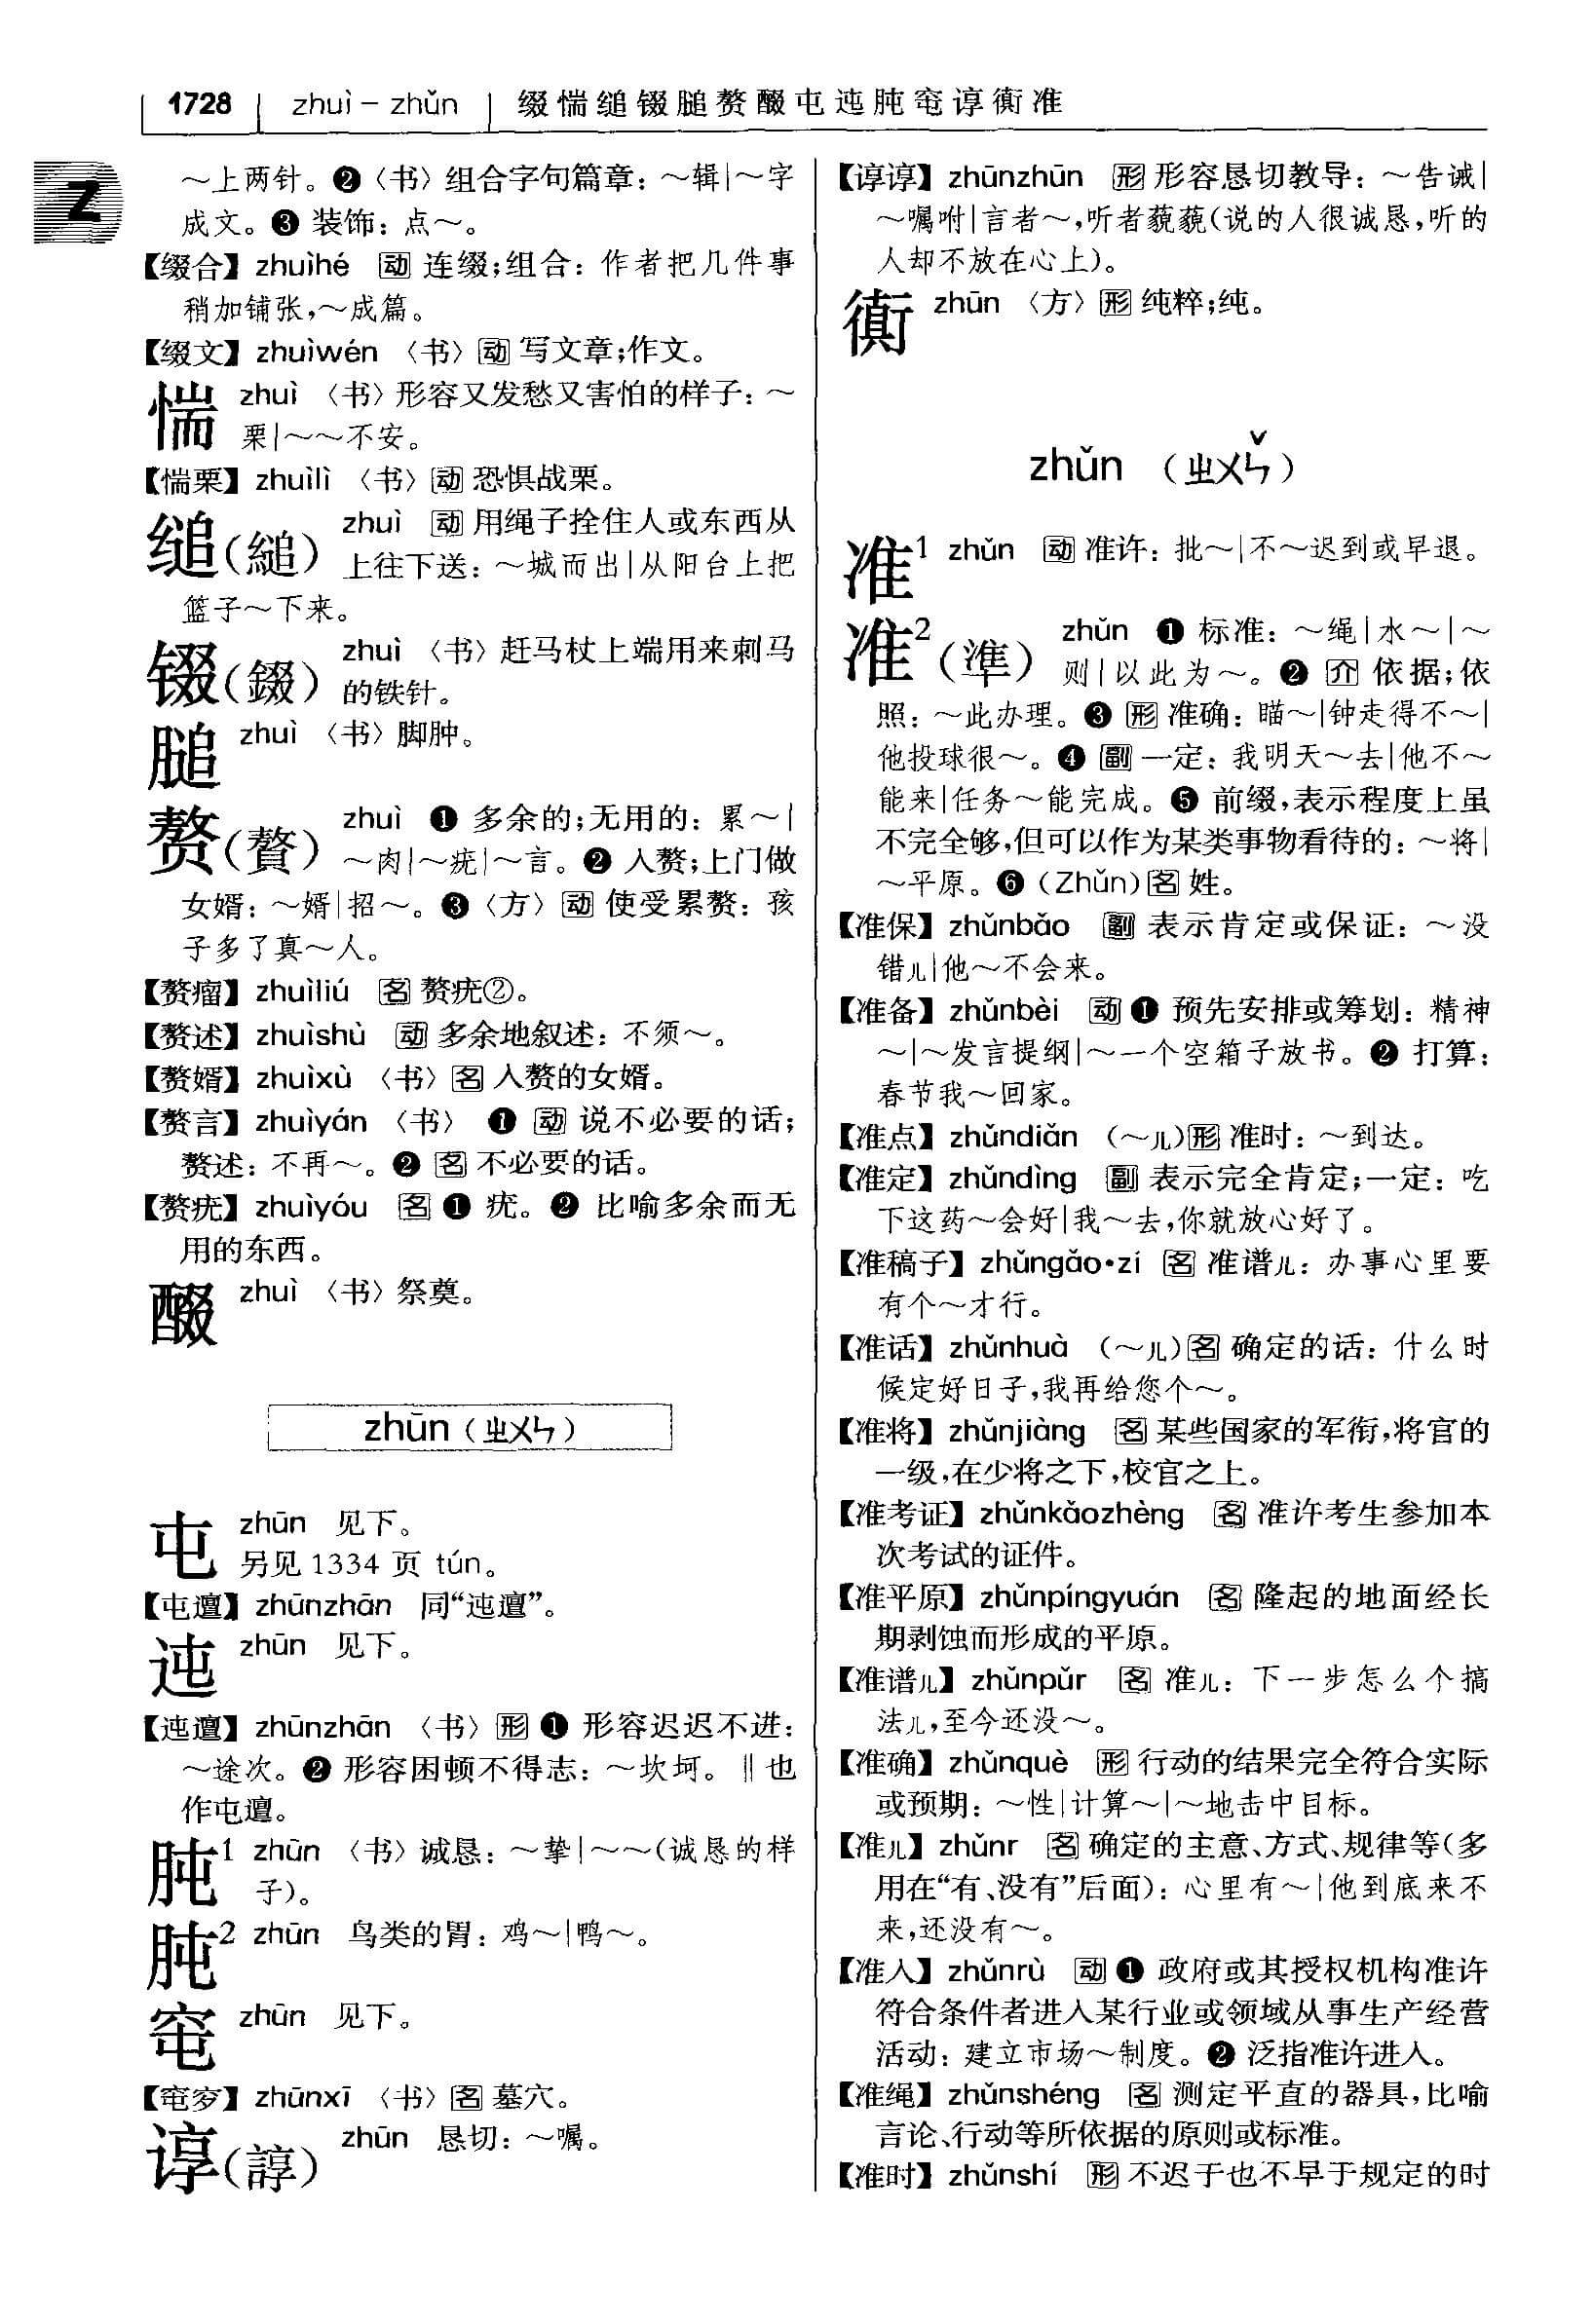 1728 zhuì – zhǔn 缀惴缒错膇赘醊屯迍肫窀谆衠准
Z
～上两针。❷〈书〉组合字句篇章：～辑|～字
成文。❸ 装饰：点～。
【缀合】zhuìhé 动 连缀;组合：作者把几件事
稍加铺张,～成篇。
【缀文】zhuìwén 〈书〉动 写文章;作文。
惴 zhuì 〈书〉形容又发愁又害怕的样子：～
栗|～～不安。
【惴栗】zhuìlì 〈书〉动 恐惧战栗。
缒(縋) zhuì 动 用绳子拴住人或东西从
上往下送：～城而出|从阳台上把
篮子～下来。
锪(錣) zhuì 〈书〉赶马杖上端用来刺马
的铁针。
膇 zhuì 〈书〉脚肿。
赘(贅) zhuì ❶ 多余的;无用的：累～|
～肉|～疣|～言。❷ 入赘;上门做
女婿：～婿|招～。❸〈方〉动 使受累赘：孩
子多了真～人。
【赘瘤】zhuìliú 名 赘疣②。
【赘述】zhuìshù 动 多余地叙述：不须～。
【赘婿】zhuìxù 〈书〉名 入赘的女婿。
【赘言】zhuìyán 〈书〉 ❶ 动 说不必要的话;
赘述：不再～。❷ 名 不必要的话。
【赘疣】zhuìyóu 名 ❶ 疣。❷ 比喻多余而无
用的东西。
醊 zhuì 〈书〉祭奠。
zhūn（ㄓㄨㄣ）
屯 zhūn 见下。
另见 1334 页 tún。
【屯邅】zhūnzhān 同“迍邅”。
迍 zhūn 见下。
【迍邅】zhūnzhān 〈书〉形 ❶ 形容迟迟不进：
～途次。❷ 形容困顿不得志：～坎坷。‖也
作屯邅。
肫1 zhūn 〈书〉诚恳：～挚|～～(诚恳的样
子)。
肫2 zhūn 鸟类的胃：鸡～|鸭～。
窀 zhūn 见下。
【窀穸】zhūnxī 〈书〉名 墓穴。
谆(諄) zhūn 恳切：～嘱。
【谆谆】zhūnzhūn 形 形容恳切教导：～告诫|
～嘱咐|言者～,听者藐藐(说的人很诚恳,听的
人却不放在心上)。
衠 zhūn 〈方〉形 纯粹;纯。
zhǔn （ㄓㄨㄣˇ）
准1 zhǔn 动 准许：批～|不～迟到或早退。
准2(準) zhǔn ❶ 标准：～绳|水～|～
则|以此为～。❷ 介 依据;依
照：～此办理。❸ 形 准确：瞄～|钟走得不～|
他投球很～。❹ 副 一定：我明天～去|他不～
能来|任务～能完成。❺ 前缀,表示程度上虽
不完全够,但可以作为某类事物看待的：～将|
～平原。❻ (Zhǔn) 名 姓。
【准保】zhǔnbǎo 副 表示肯定或保证：～没
错儿|他～不会来。
【准备】zhǔnbèi 动 ❶ 预先安排或筹划：精神
～|～发言提纲|～一个空箱子放书。❷ 打算：
春节我～回家。
【准点】zhǔndiǎn （～儿）形 准时：～到达。
【准定】zhǔndìng 副 表示完全肯定;一定：吃
下这药～会好|我～去,你就放心好了。
【准稿子】zhǔngǎo•zi 名 准谱儿：办事心里要
有个～才行。
【准话】zhǔnhuà （～儿）名 确定的话：什么时
候定好日子,我再给您个～。
【准将】zhǔnjiàng 名 某些国家的军衔,将官的
一级,在少将之下,校官之上。
【准考证】zhǔnkǎozhèng 名 准许考生参加本
次考试的证件。
【准平原】zhǔnpíngyuán 名 隆起的地面经长
期剥蚀而形成的平原。
【准谱儿】zhǔnpǔr 名 准儿：下一步怎么个搞
法儿,至今还没～。
【准确】zhǔnquè 形 行动的结果完全符合实际
或预期：～性|计算～|～地击中目标。
【准儿】zhǔnr 名 确定的主意、方式、规律等(多
用在“有、没有”后面)：心里有～|他到底来不
来,还没有～。
【准入】zhǔnrù 动 ❶ 政府或其授权机构准许
符合条件者进入某行业或领域从事生产经营
活动：建立市场～制度。❷ 泛指准许进入。
【准绳】zhǔnshéng 名 测定平直的器具,比喻
言论、行动等所依据的原则或标准。
【准时】zhǔnshí 形 不迟于也不早于规定的时